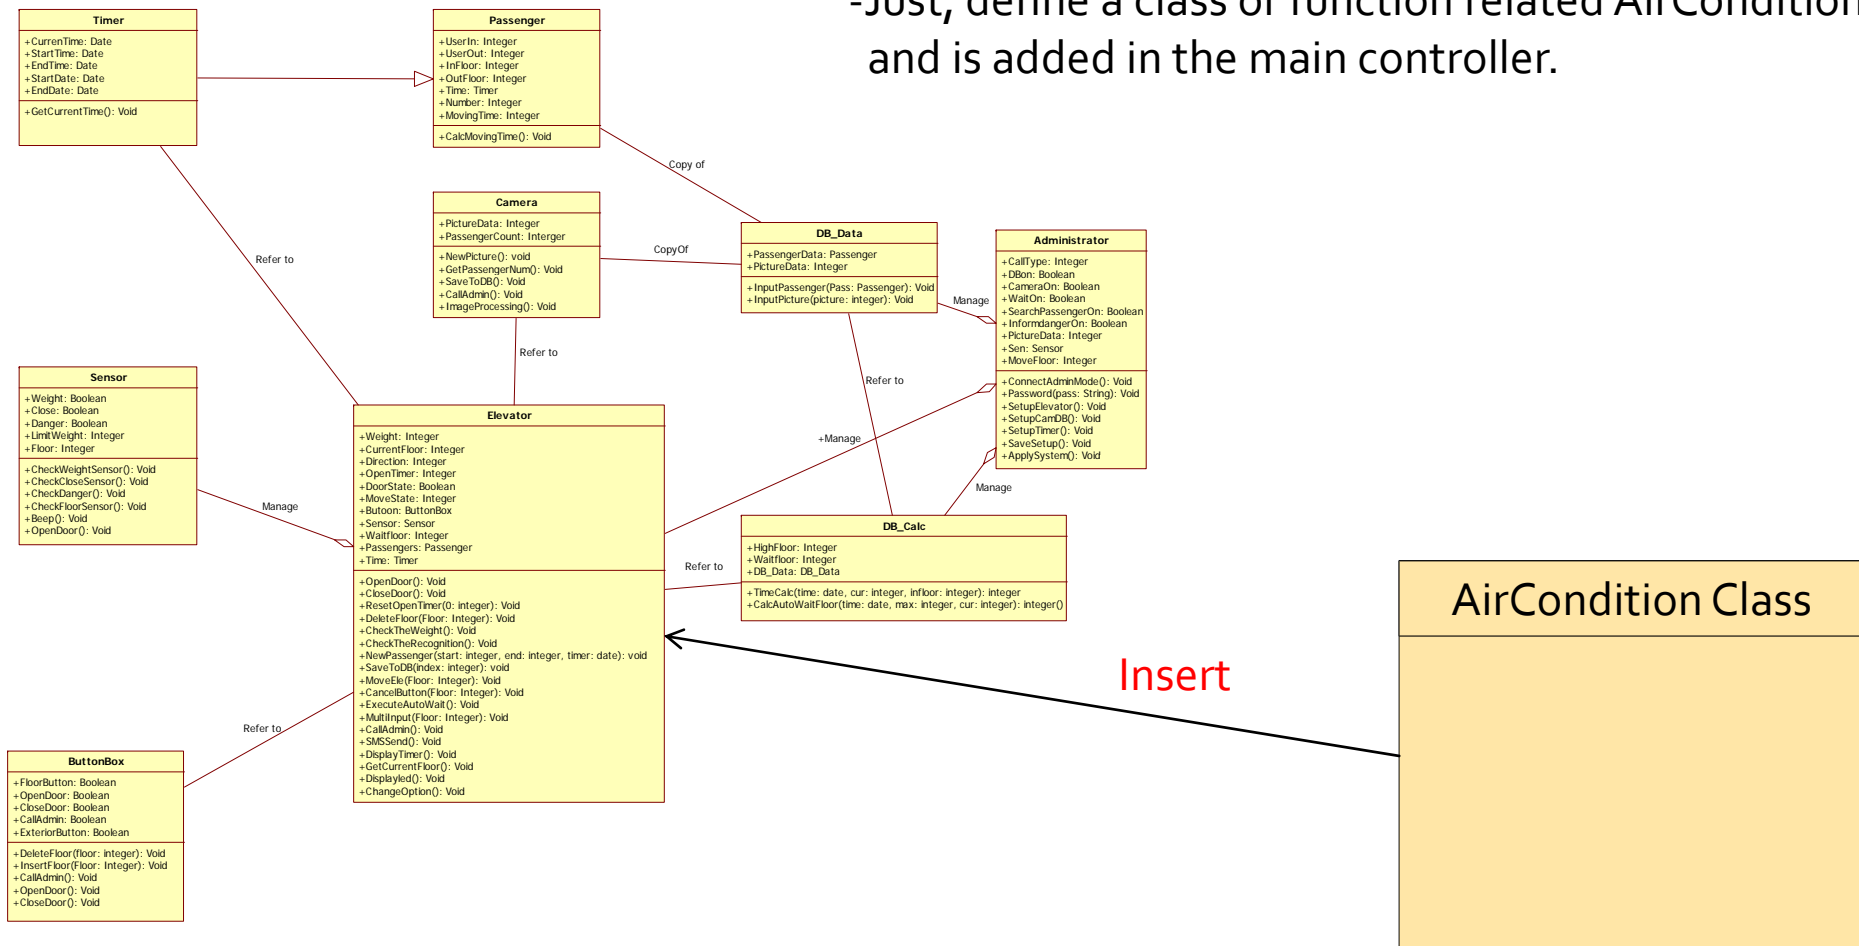 -Just, define a class of function related AirCondition
and is added in the main controller.
Timer
+CurrenTime: Date
+StartTime: Date
+EndTime: Date
+StartDate: Date
+EndDate: Date
+GetCurrentTime(): Void
Passenger
+UserIn: Integer
+UserOut: Integer
+InFloor: Integer
+OutFloor: Integer
+Time: Timer
+Number: Integer
+MovingTime: Integer
+CalcMovingTime(): Void
Copy of
Camera
+PictureData: Integer
+PassengerCount: Interger
+NewPicture(): void
+GetPassengerNum(): Void
+SaveToDB(): Void
+CallAdmin(): Void
+ImageProcessing(): Void
CopyOf
DB_Data
+PassengerData: Passenger
+PictureData: Integer
+InputPassenger(Pass: Passenger): Void
+InputPicture(picture: integer): Void
Manage
Administrator
+CallType: Integer
+DBon: Boolean
+CameraOn: Boolean
+WaitOn: Boolean
+SearchPassengerOn: Boolean
+InformdangerOn: Boolean
+PictureData: Integer
+Sen: Sensor
+MoveFloor: Integer
+ConnectAdminMode(): Void
+Password(pass: String): Void
+SetupElevator(): Void
+SetupCamDB(): Void
+SetupTimer(): Void
+SaveSetup(): Void
+ApplySystem(): Void
Refer to
Refer to
Refer to
+Manage
Manage
Sensor
+Weight: Boolean
+Close: Boolean
+Danger: Boolean
+LimitWeight: Integer
+Floor: Integer
+CheckWeightSensor(): Void
+CheckCloseSensor(): Void
+CheckDanger(): Void
+CheckFloorSensor(): Void
+Beep(): Void
+OpenDoor(): Void
Manage
Elevator
+Weight: Integer
+CurrentFloor: Integer
+Direction: Integer
+OpenTimer: Integer
+DoorState: Boolean
+MoveState: Integer
+Butoon: ButtonBox
+Sensor: Sensor
+Waitfloor: Integer
+Passengers: Passenger
+Time: Timer
+OpenDoor(): Void
+CloseDoor(): Void
+ResetOpenTimer(0: integer): Void
+DeleteFloor(Floor: Integer): Void
+CheckTheWeight(): Void
+CheckTheRecognition(): Void
+NewPassenger(start: integer, end: integer, timer: date): void
+SaveToDB(index: integer): void
+MoveEle(Floor: Integer): Void
+CancelButton(Floor: Integer): Void
+ExecuteAutoWait(): Void
+MultiInput(Floor: Integer): Void
+CallAdmin(): Void
+SMSSend(): Void
+DisplayTimer(): Void
+GetCurrentFloor(): Void
+Displayled(): Void
+ChangeOption(): Void
Refer to
DB_Calc
+HighFloor: Integer
+Waitfloor: Integer
+DB_Data: DB_Data
+TimeCalc(time: date, cur: integer, infloor: integer): integer
+CalcAutoWaitFloor(time: date, max: integer, cur: integer): integer()
AirCondition Class
Insert
Refer to
ButtonBox
+FloorButton: Boolean
+OpenDoor: Boolean
+CloseDoor: Boolean
+CallAdmin: Boolean
+ExteriorButton: Boolean
+DeleteFloor(floor: integer): Void
+InsertFloor(Floor: Integer): Void
+CallAdmin(): Void
+OpenDoor(): Void
+CloseDoor(): Void